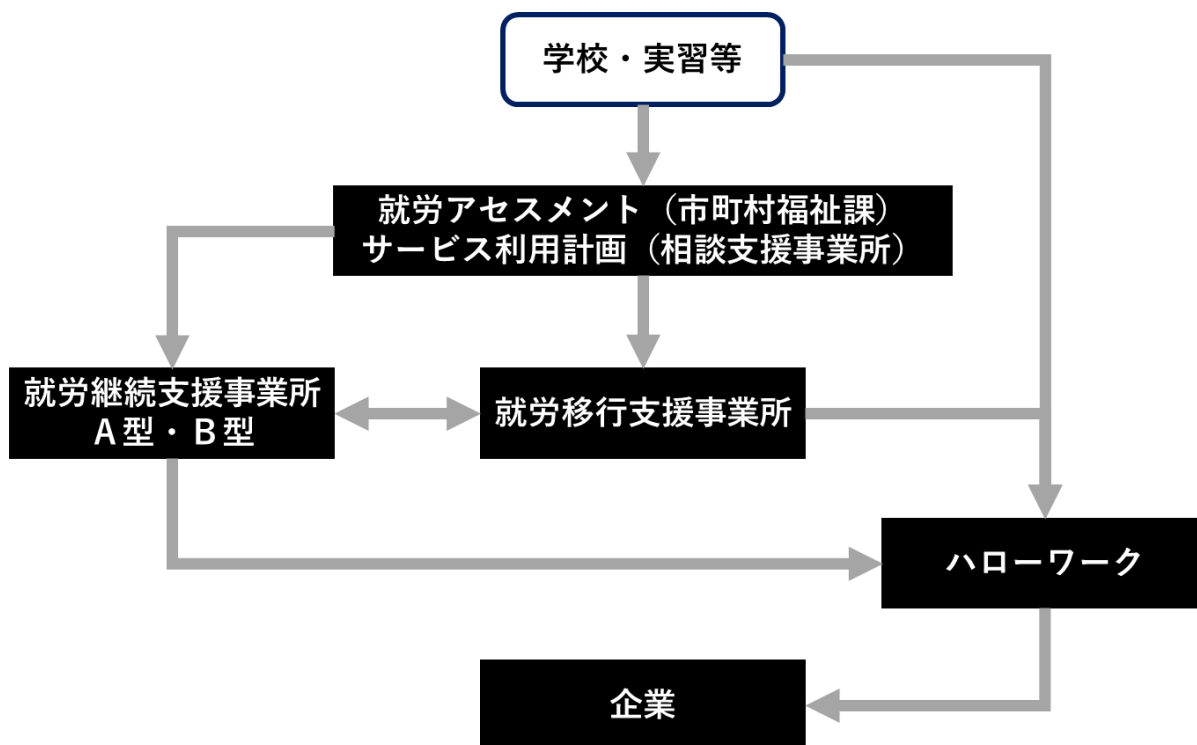 学校・実習等
就労アセスメント（市町村福祉課）
サービス利用計画（相談支援事業所）
就労継続支援事業所
Ａ型・Ｂ型
就労移行支援事業所
ハローワーク
企業